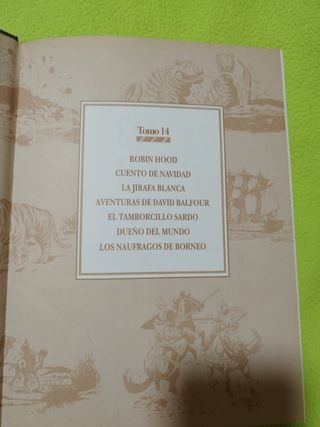 Tomo 14
ROBIN HOOD
CUENTO DE NAVIDAD
LA JIRAFA BLANCA
AVENTURAS DE DAVID BALFOUR
EL TAMBORCILLO SARDO
DUEÑO DEL MUNDO
LOS NAUFRAGOS DE BORNEO